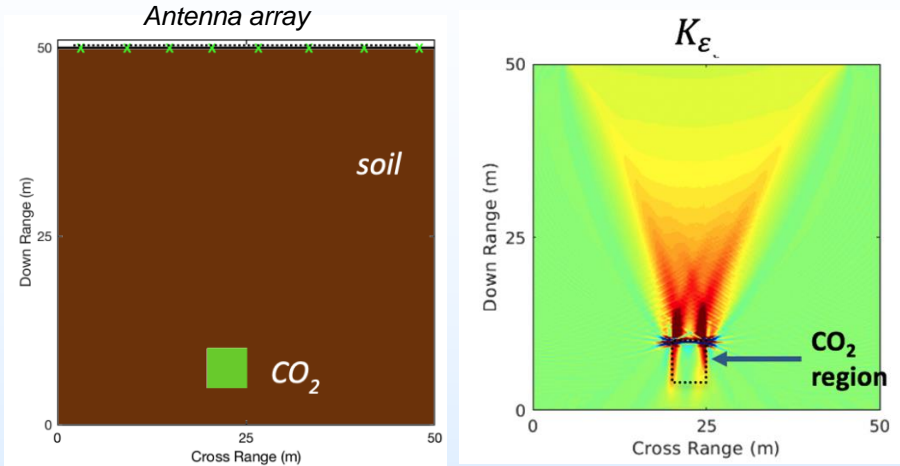 Antenna array
50
25
0
Down Range (m)
soil
CO2
0
25
50
Cross Range (m)
Kε
50
25
0
Down Range (m)
CO2
region
0
25
50
Cross Range (m)